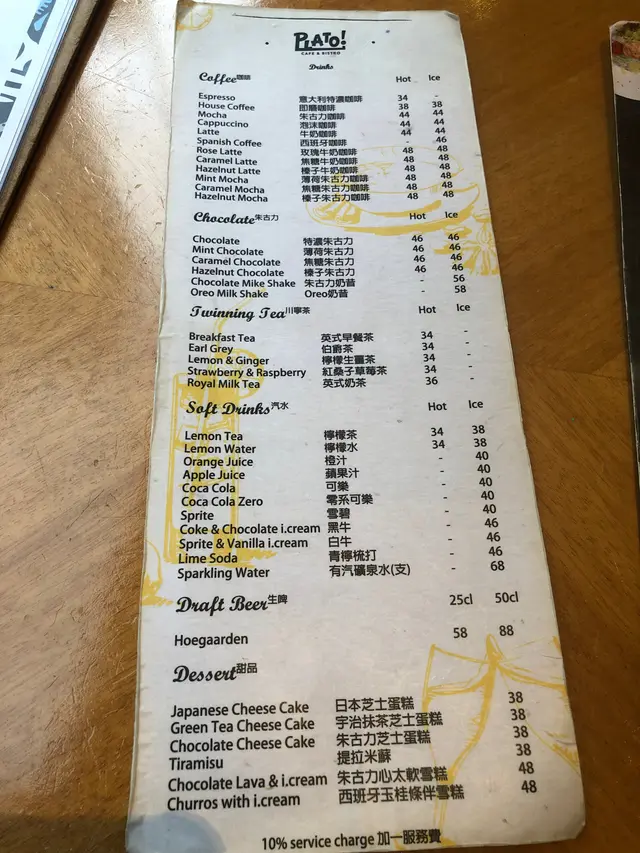 PLATO!
CAFE & BISTRO
Drinks
Coffee咖啡 Hot Ice
Espresso 意大利特濃咖啡 34 -
House Coffee 即磨咖啡 38 38
Mocha 朱古力咖啡 44 44
Cappuccino 泡沫咖啡 44 44
Latte 牛奶咖啡 44 44
Spanish Coffee 西班牙咖啡 - 46
Rose Latte 玫瑰牛奶咖啡 48 48
Caramel Latte 焦糖牛奶咖啡 48 48
Hazelnut Latte 榛子牛奶咖啡 48 48
Mint Mocha 薄荷朱古力咖啡 48 48
Caramel Mocha 焦糖朱古力咖啡 48 48
Hazelnut Mocha 榛子朱古力咖啡 48 48
Chocolate朱古力 Hot Ice
Chocolate 特濃朱古力 46 46
Mint Chocolate 薄荷朱古力 46 46
Caramel Chocolate 焦糖朱古力 46 46
Hazelnut Chocolate 榛子朱古力 46 46
Chocolate Mike Shake 朱古力奶昔 - 56
Oreo Milk Shake Oreo奶昔 - 58
Twinning Tea川寧茶 Hot Ice
Breakfast Tea 英式早餐茶 34 -
Earl Grey 伯爵茶 34 -
Lemon & Ginger 檸檬生薑茶 34 -
Strawberry & Raspberry 紅桑子草莓茶 34 -
Royal Milk Tea 英式奶茶 36 -
Soft Drinks汽水 Hot Ice
Lemon Tea 檸檬茶 34 38
Lemon Water 檸檬水 34 38
Orange Juice 橙汁 - 40
Apple Juice 蘋果汁 - 40
Coca Cola 可樂 - 40
Coca Cola Zero 零系可樂 - 40
Sprite 雪碧 - 40
Coke & Chocolate i.cream 黑牛 - 46
Sprite & Vanilla i.cream 白牛 - 46
Lime Soda 青檸梳打 - 46
Sparkling Water 有汽礦泉水(支) - 68
Draft Beer生啤 25cl 50cl
Hoegaarden 58 88
Dessert甜品
Japanese Cheese Cake 日本芝士蛋糕 38
Green Tea Cheese Cake 宇治抹茶芝士蛋糕 38
Chocolate Cheese Cake 朱古力芝士蛋糕 38
Tiramisu 提拉米蘇 38
Chocolate Lava & i.cream 朱古力心太軟雪糕 48
Churros with i.cream 西班牙玉桂條伴雪糕 48
10% service charge 加一服務費